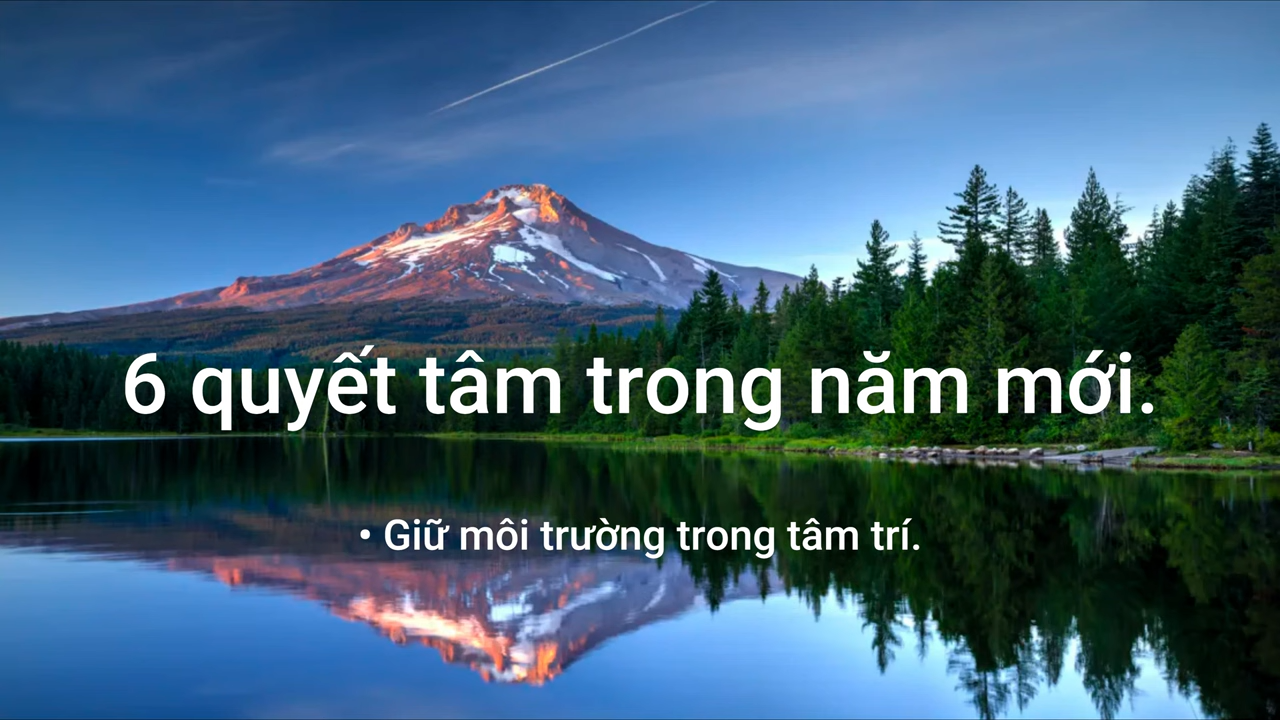 6 quyết tâm trong năm mới.
• Giữ môi trường trong tâm trí.